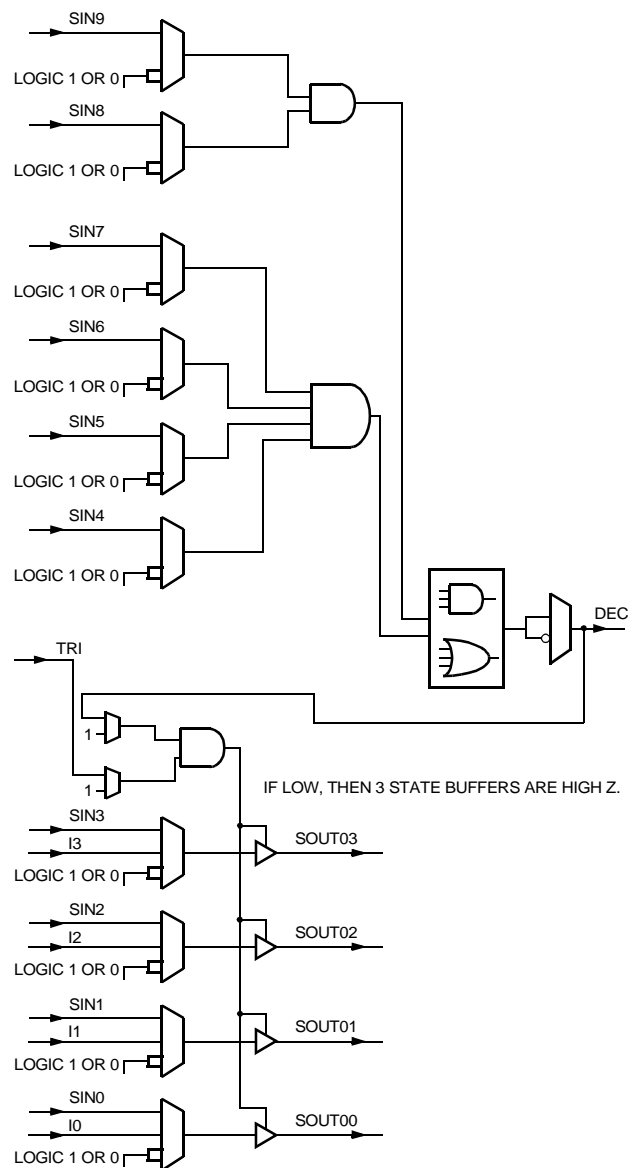 SIN9
LOGIC 1 OR 0
SIN8
LOGIC 1 OR 0
SIN7
LOGIC 1 OR 0
SIN6
LOGIC 1 OR 0
SIN5
LOGIC 1 OR 0
SIN4
LOGIC 1 OR 0
DEC
TRI
1
1
IF LOW, THEN 3 STATE BUFFERS ARE HIGH Z.
SIN3
I3
LOGIC 1 OR 0
SOUT03
SIN2
I2
LOGIC 1 OR 0
SOUT02
SIN1
I1
LOGIC 1 OR 0
SOUT01
SIN0
I0
LOGIC 1 OR 0
SOUT00